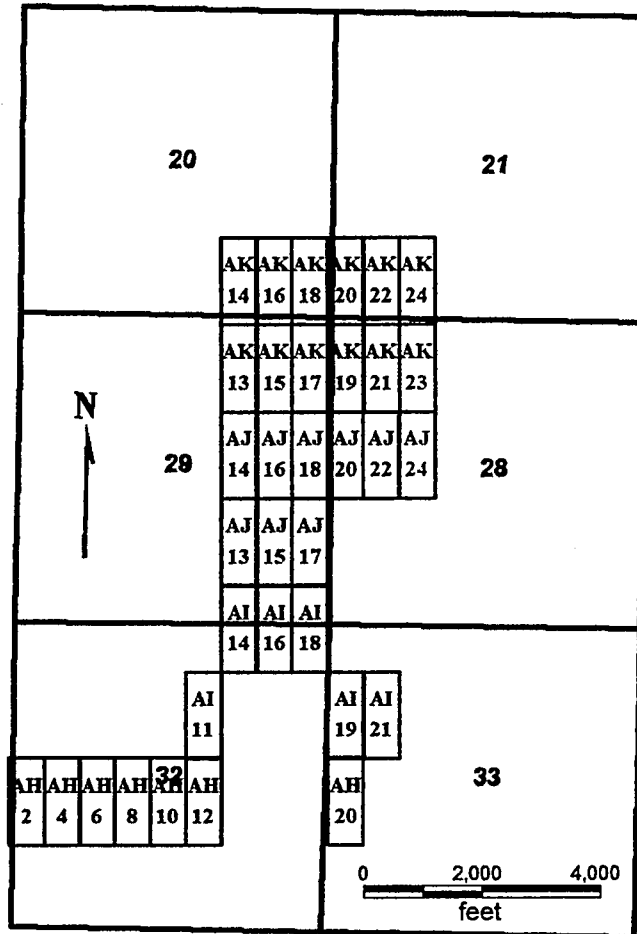 20 21
AK AK AK AK AK AK
14 16 18 20 22 24
AK AK AK AK AK AK
13 15 17 19 21 23
N
AJ AJ AJ AJ AJ AJ
14 16 18 20 22 24
29 28
AJ AJ AJ
13 15 17
AI AI AI
14 16 18
AI AI AI
11 19 21
32 33
AH AH AH AH AH AH AH
2 4 6 8 10 12 20
0 2,000 4,000
feet